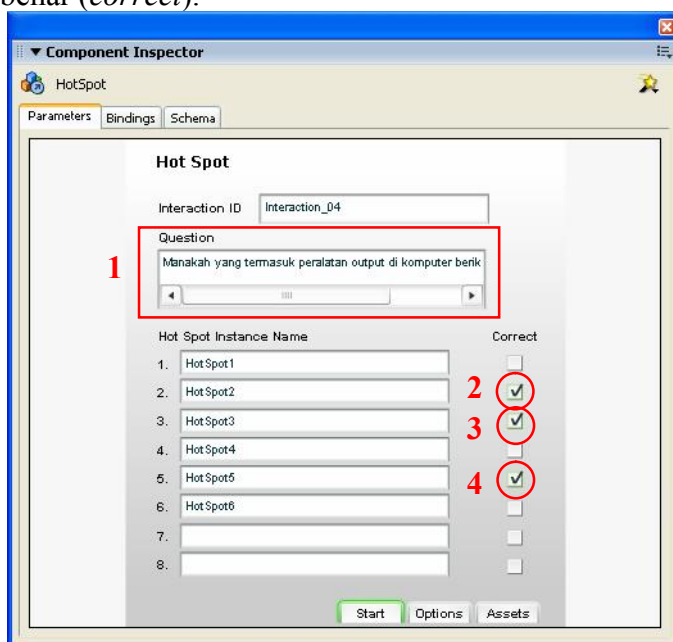 benar (correct).
▼ Component Inspector
HotSpot
Parameters Bindings Schema
Hot Spot
Interaction ID Interaction_04
Question
1
Manakah yang termasuk peralatan output di komputer berik
Hot Spot Instance Name Correct
1. HotSpot1
2. HotSpot2 2
3. HotSpot3 3
4. HotSpot4
5. HotSpot5 4
6. HotSpot6
7.
8.
Start Options Assets